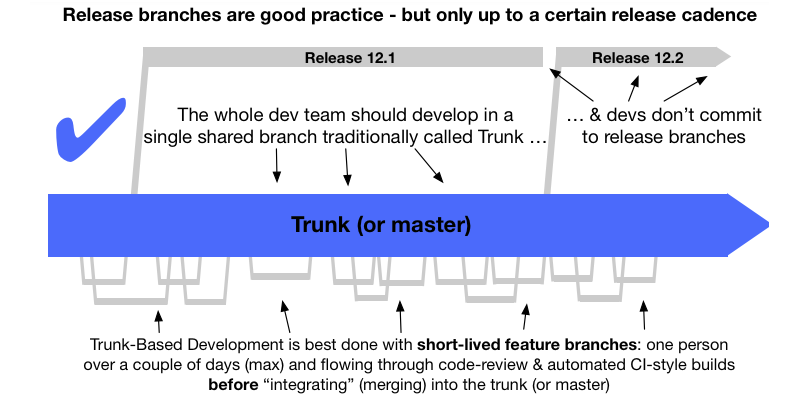 Release branches are good practice - but only up to a certain release cadence
Release 12.1
Release 12.2
The whole dev team should develop in a
single shared branch traditionally called Trunk …
… & devs don’t commit
to release branches
Trunk (or master)
Trunk-Based Development is best done with short-lived feature branches: one person
over a couple of days (max) and flowing through code-review & automated CI-style builds
before “integrating” (merging) into the trunk (or master)